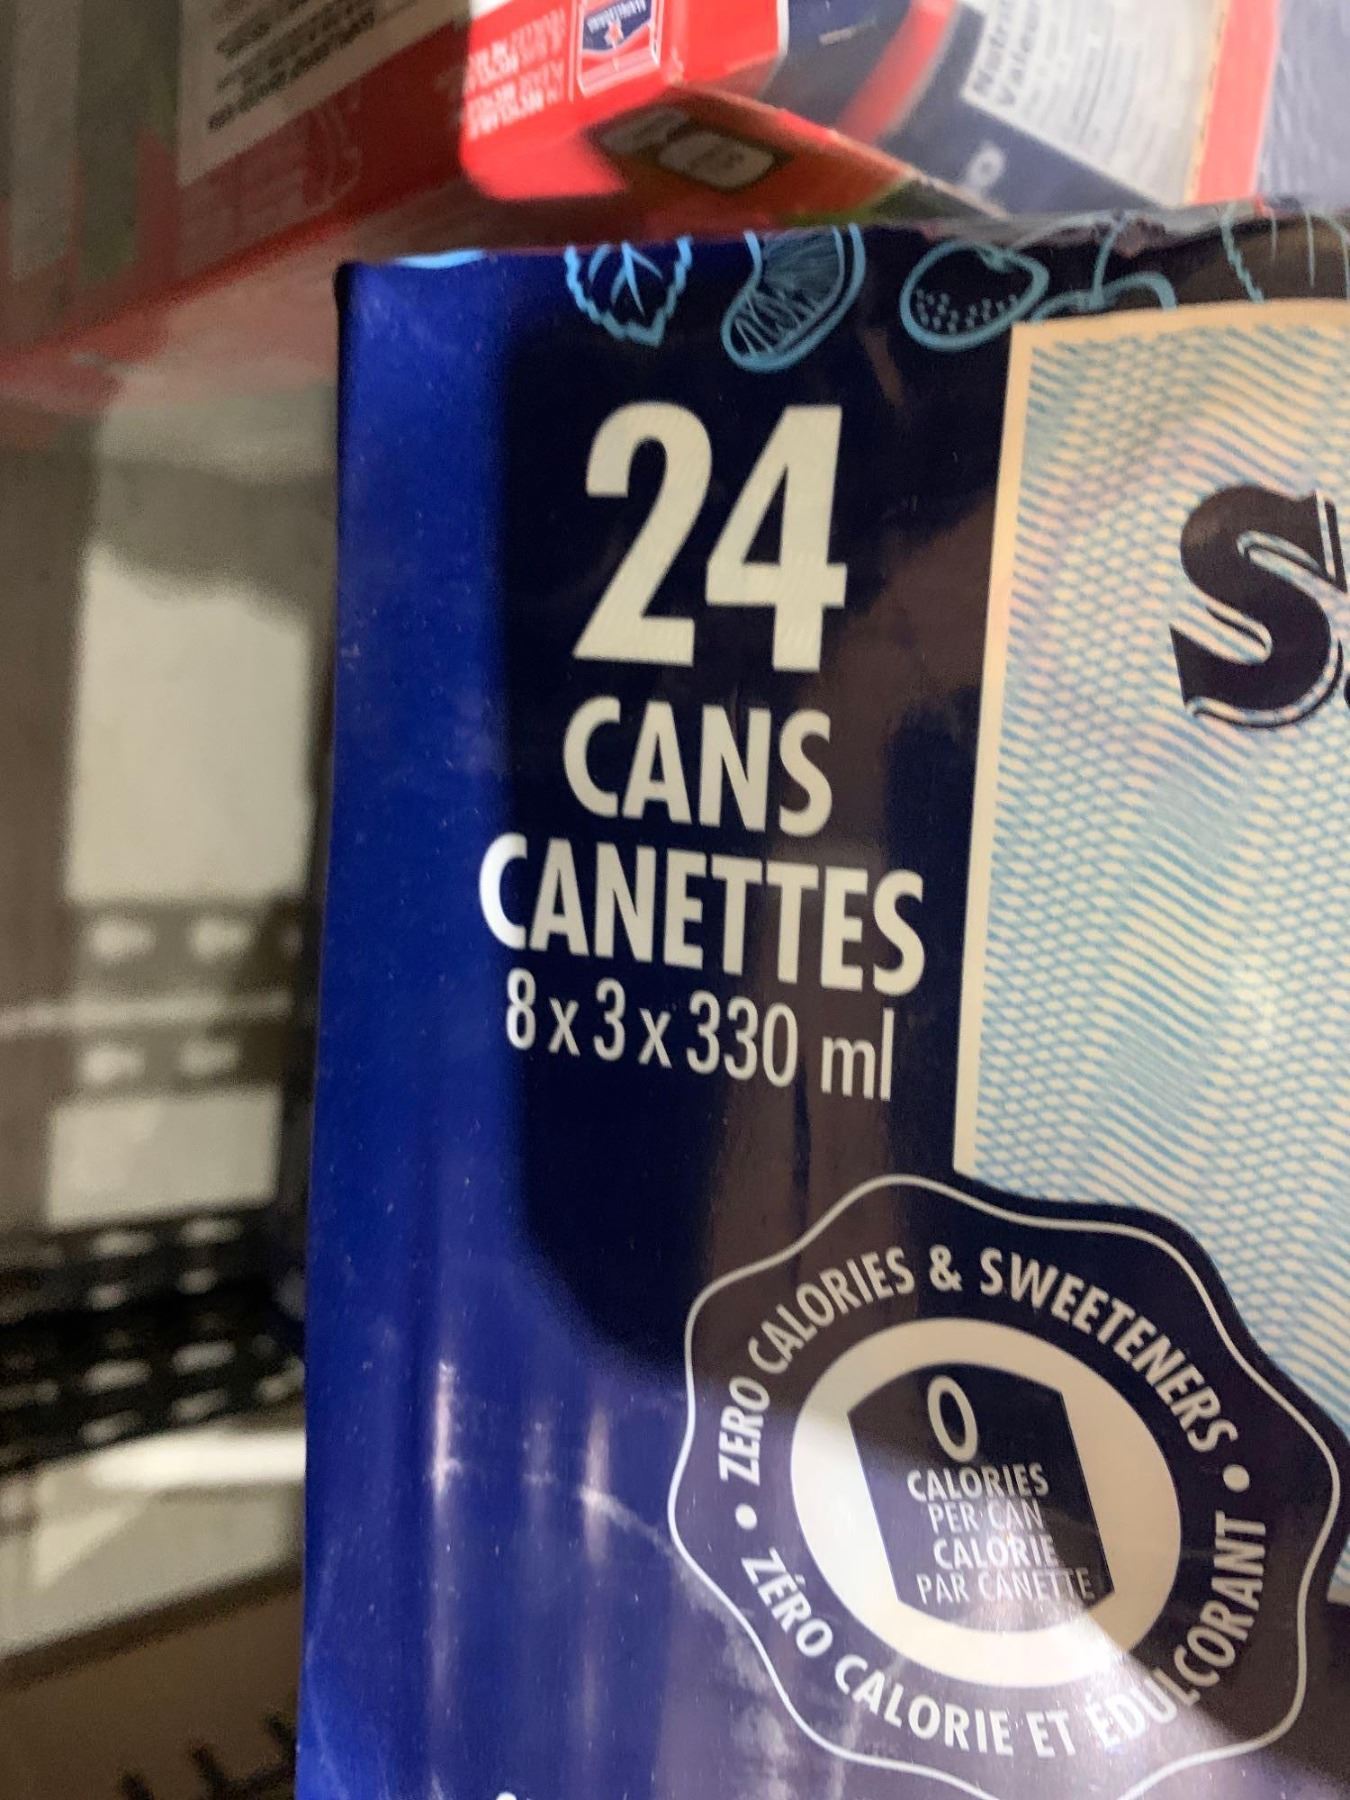 24
CANS
CANETTES
8 x 3 x 330 ml
S.
• ZERO CALORIES & SWEETENERS •
0
CALORIES
PER CAN
CALORIE
PAR CANETTE
ZÉRO CALORIE ET ÉDULCORANT